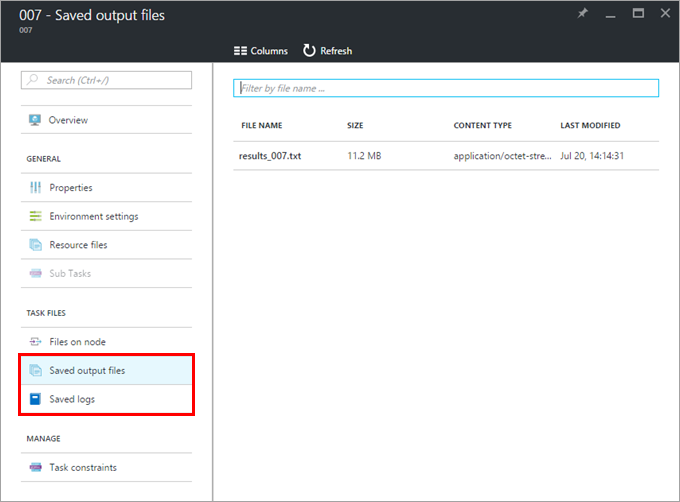 007 - Saved output files
007
Columns Refresh
Search (Ctrl+/)
Overview
GENERAL
Properties
Environment settings
Resource files
Sub Tasks
TASK FILES
Files on node
Saved output files
Saved logs
MANAGE
Task constraints
Filter by file name ...
FILE NAME SIZE CONTENT TYPE LAST MODIFIED
results_007.txt 11.2 MB application/octet-stre... Jul 20, 14:14:31